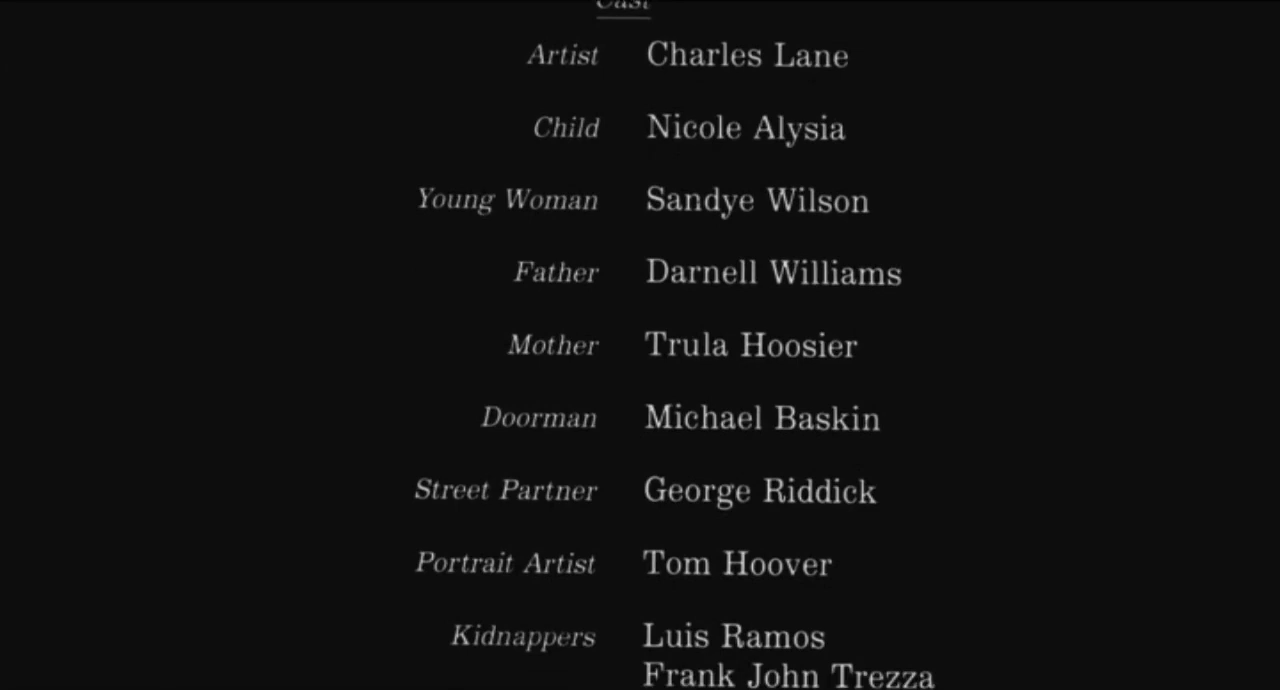 Cast
Artist Charles Lane
Child Nicole Alysia
Young Woman Sandye Wilson
Father Darnell Williams
Mother Trula Hoosier
Doorman Michael Baskin
Street Partner George Riddick
Portrait Artist Tom Hoover
Kidnappers Luis Ramos
Frank John Trezza